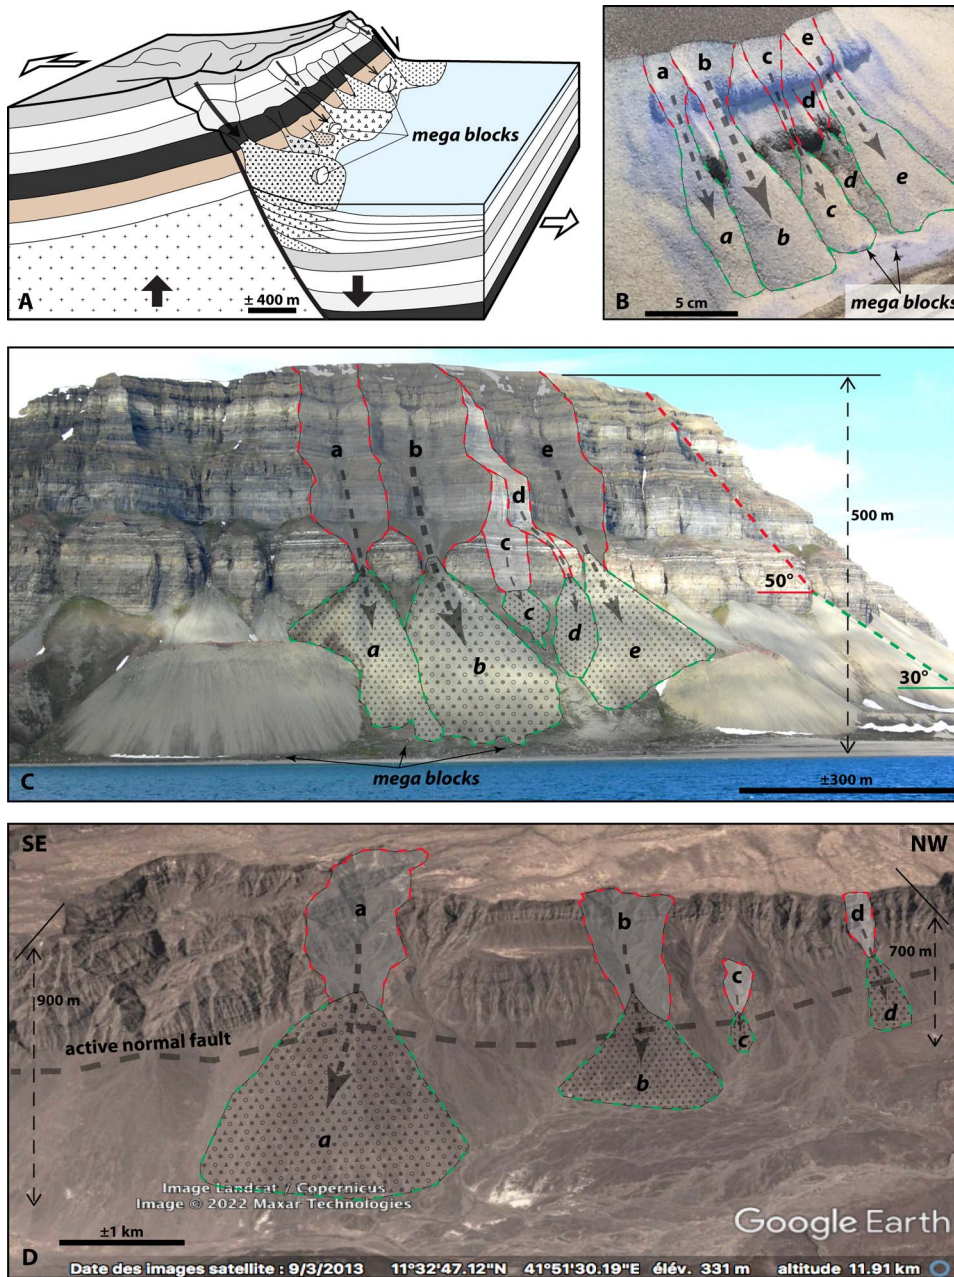 mega blocks
A
± 400 m
a
b
c
e
d
a
b
c
d
e
B
5 cm
mega blocks
a
b
e
d
c
500 m
50°
a
b
c
d
e
30°
mega blocks
C
±300 m
SE
NW
a
b
d
c
700 m
900 m
active normal fault
c
d
b
a
Image Landsat / Copernicus
Image © 2022 Maxar Technologies
Google Earth
±1 km
D
Date des images satellite : 9/3/2013 11°32'47.12"N 41°51'30.19"E élév. 331 m altitude 11.91 km